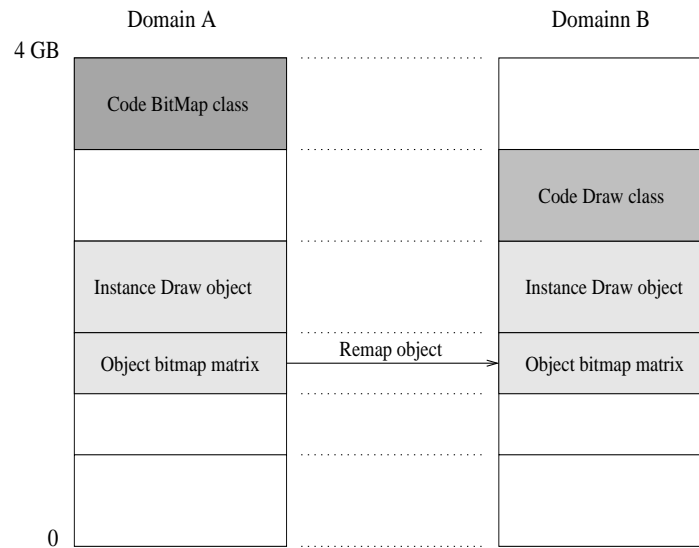 Domain A
Domainn B
4 GB
Code BitMap class
Code Draw class
Instance Draw object
Instance Draw object
Remap object
Object bitmap matrix
Object bitmap matrix
0